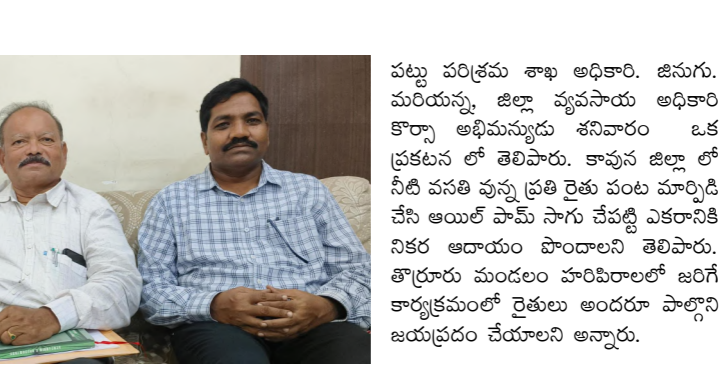 పట్టు పరిశ్రమ శాఖ అధికారి. జినుగు.
మరియన్న, జిల్లా వ్యవసాయ అధికారి
కొర్సా అభిమన్యుడు శనివారం ఒక
ప్రకటన లో తెలిపారు. కావున జిల్లా లో
నీటి వసతి వున్న ప్రతి రైతు పంట మార్పిడి
చేసి ఆయిల్ పామ్ సాగు చేపట్టి ఎకరానికి
నికర ఆదాయం పొందాలని తెలిపారు.
తొర్రూరు మండలం హరిపిరాలలో జరిగే
కార్యక్రమంలో రైతులు అందరూ పాల్గొని
జయప్రదం చేయాలని అన్నారు.